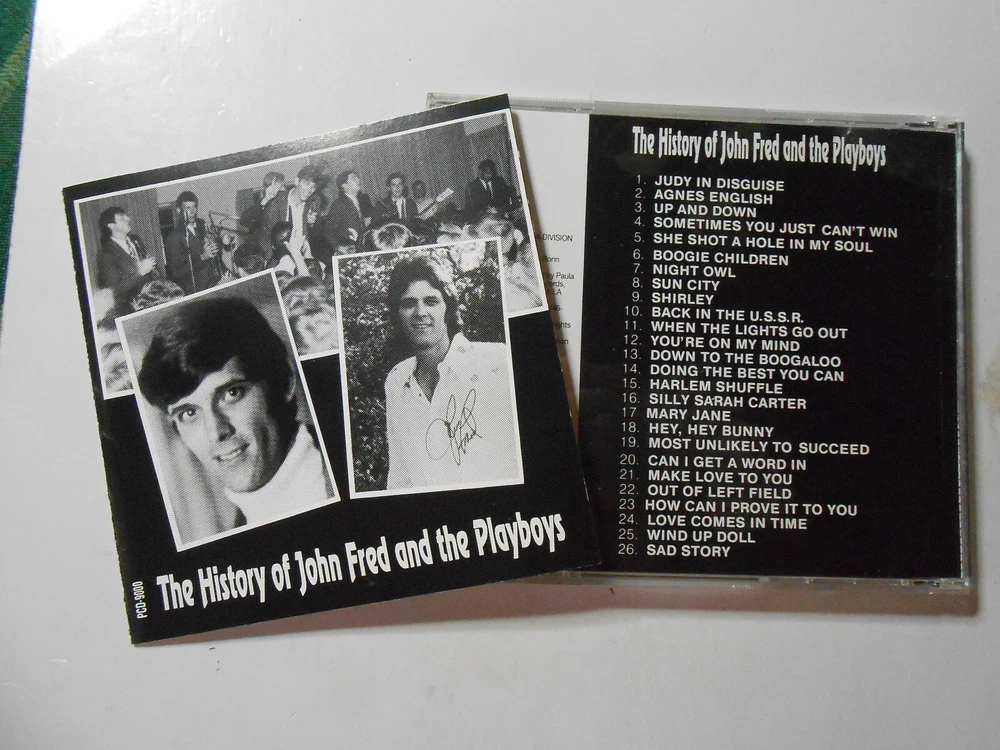 PCD-9000
The History of John Fred and the Playboys
John Fred
A DIVISION
Ronn
by Paula
LA
The History of John Fred and the Playboys
1. JUDY IN DISGUISE
2. AGNES ENGLISH
3. UP AND DOWN
4. SOMETIMES YOU JUST CAN'T WIN
5. SHE SHOT A HOLE IN MY SOUL
6. BOOGIE CHILDREN
7. NIGHT OWL
8. SUN CITY
9. SHIRLEY
10. BACK IN THE U.S.S.R.
11. WHEN THE LIGHTS GO OUT
12. YOU'RE ON MY MIND
13. DOWN TO THE BOOGALOO
14. DOING THE BEST YOU CAN
15. HARLEM SHUFFLE
16. SILLY SARAH CARTER
17 MARY JANE
18. HEY, HEY BUNNY
19. MOST UNLIKELY TO SUCCEED
20. CAN I GET A WORD IN
21. MAKE LOVE TO YOU
22. OUT OF LEFT FIELD
23 HOW CAN I PROVE IT TO YOU
24. LOVE COMES IN TIME
25. WIND UP DOLL
26. SAD STORY